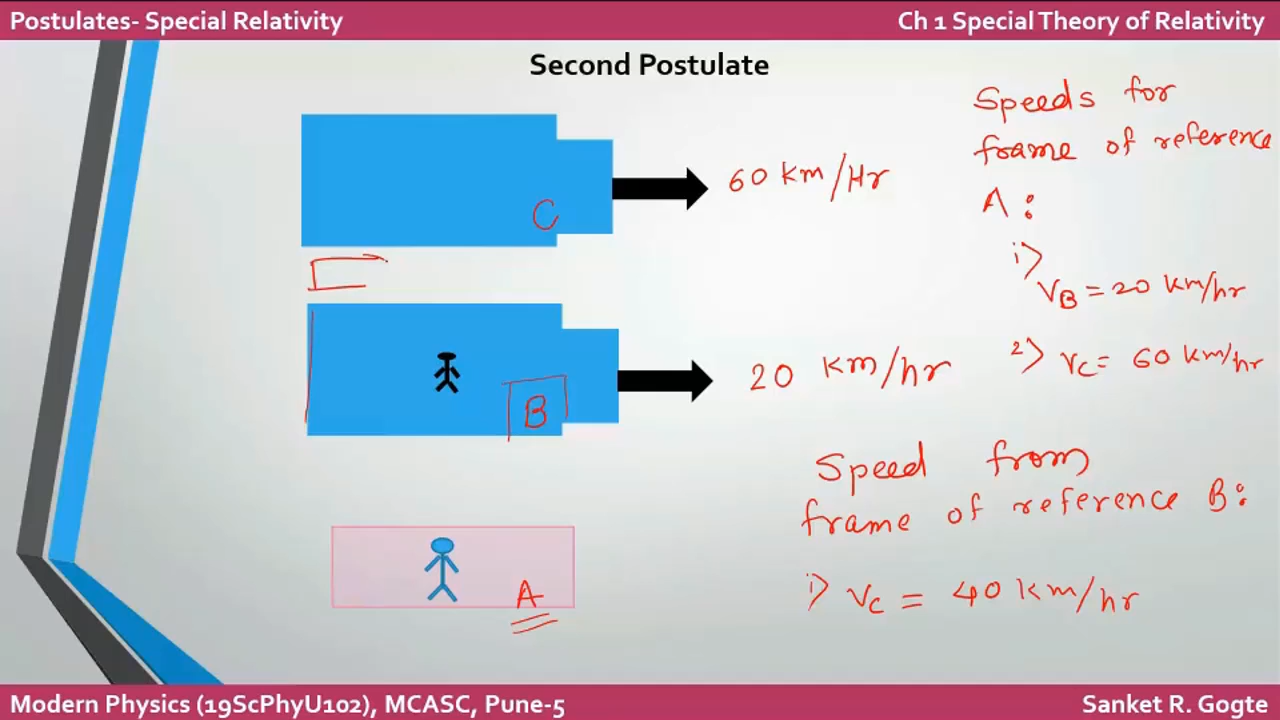 Postulates- Special Relativity
Ch 1 Special Theory of Relativity
Second Postulate
C
60 km/Hr
B
20 km/hr
A
Speeds for
frame of reference
A:
1)
VB = 20 km/hr
2) Vc = 60 km/hr
Speed from
frame of reference B:
1) Vc = 40 km/hr
Modern Physics (19ScPhyU102), MCASC, Pune-5
Sanket R. Gogte